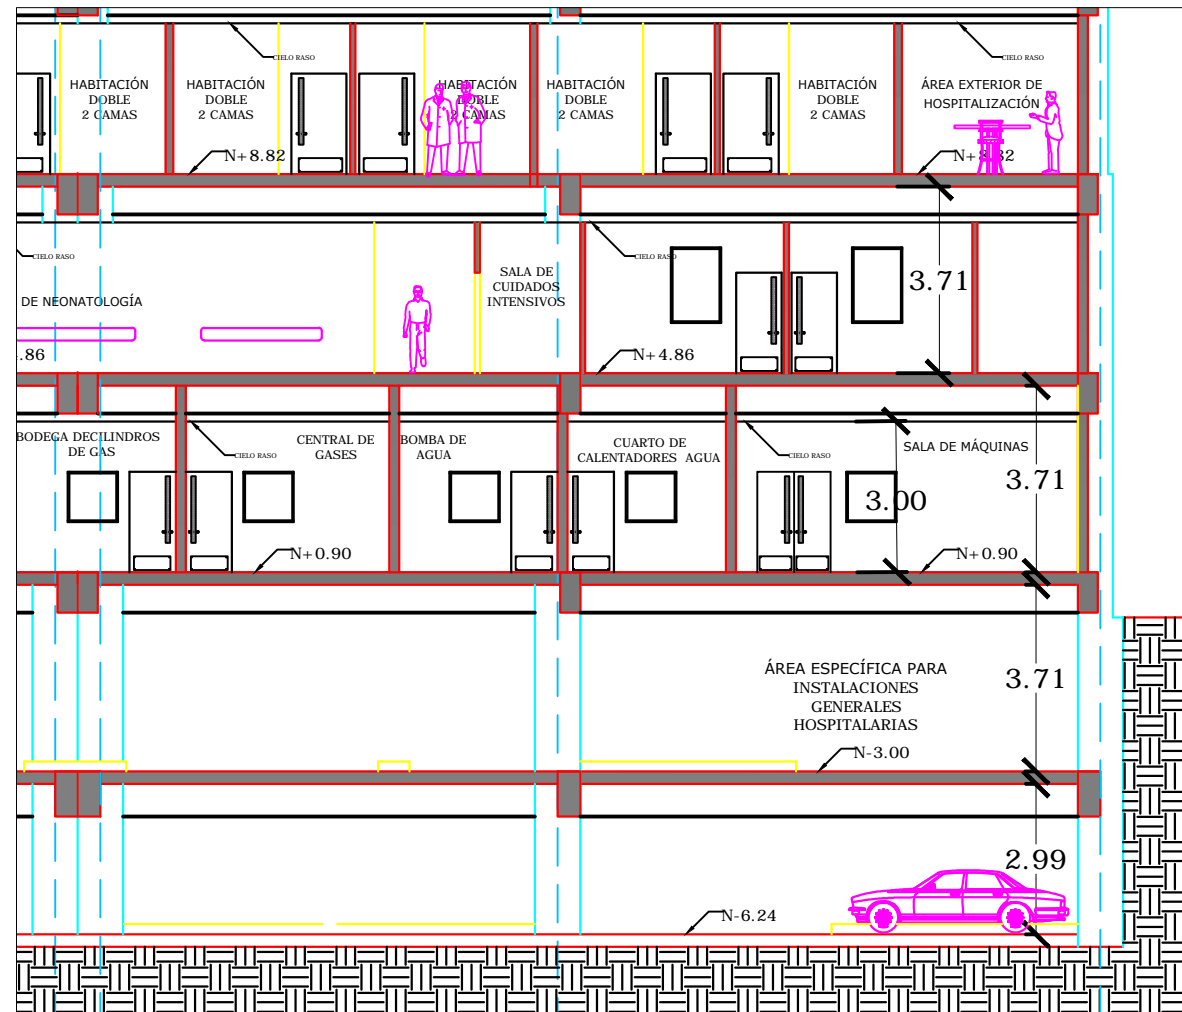 CIELO RASO
CIELO RASO
HABITACIÓN
DOBLE
2 CAMAS
HABITACIÓN
DOBLE
2 CAMAS
HABITACIÓN
DOBLE
2 CAMAS
HABITACIÓN
DOBLE
2 CAMAS
HABITACIÓN
DOBLE
2 CAMAS
ÁREA EXTERIOR DE
HOSPITALIZACIÓN
N+8.82
N+8.82
CIELO RASO
CIELO RASO
DE NEONATOLOGÍA
SALA DE
CUIDADOS
INTENSIVOS
3.71
.86
N+4.86
BODEGA DECILINDROS
DE GAS
CIELO RASO
CENTRAL DE
GASES
BOMBA DE
AGUA
CUARTO DE
CALENTADORES AGUA
CIELO RASO
SALA DE MÁQUINAS
3.71
3.00
N+0.90
N+0.90
ÁREA ESPECÍFICA PARA
INSTALACIONES
GENERALES
HOSPITALARIAS
3.71
N-3.00
2.99
N-6.24